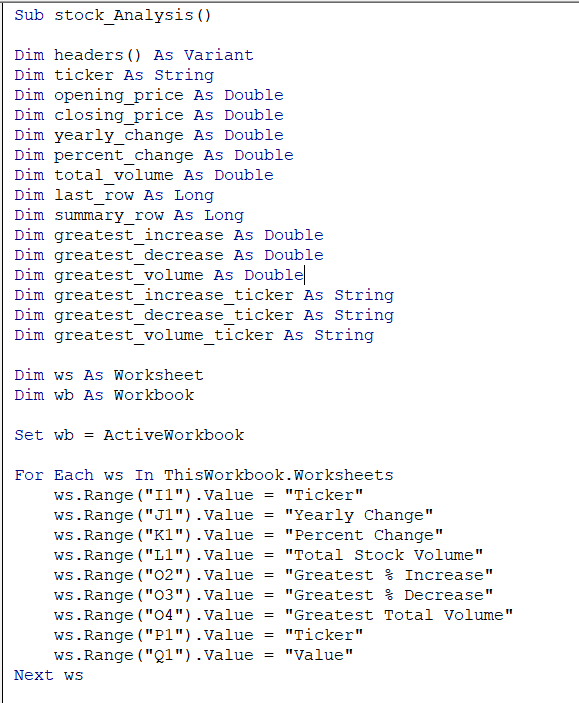 Sub stock_Analysis()
Dim headers() As Variant
Dim ticker As String
Dim opening_price As Double
Dim closing_price As Double
Dim yearly_change As Double
Dim percent_change As Double
Dim total_volume As Double
Dim last_row As Long
Dim summary_row As Long
Dim greatest_increase As Double
Dim greatest_decrease As Double
Dim greatest_volume As Double
Dim greatest_increase_ticker As String
Dim greatest_decrease_ticker As String
Dim greatest_volume_ticker As String
Dim ws As Worksheet
Dim wb As Workbook
Set wb = ActiveWorkbook
For Each ws In ThisWorkbook.Worksheets
    ws.Range("I1").Value = "Ticker"
    ws.Range("J1").Value = "Yearly Change"
    ws.Range("K1").Value = "Percent Change"
    ws.Range("L1").Value = "Total Stock Volume"
    ws.Range("O2").Value = "Greatest % Increase"
    ws.Range("O3").Value = "Greatest % Decrease"
    ws.Range("O4").Value = "Greatest Total Volume"
    ws.Range("P1").Value = "Ticker"
    ws.Range("Q1").Value = "Value"
Next ws